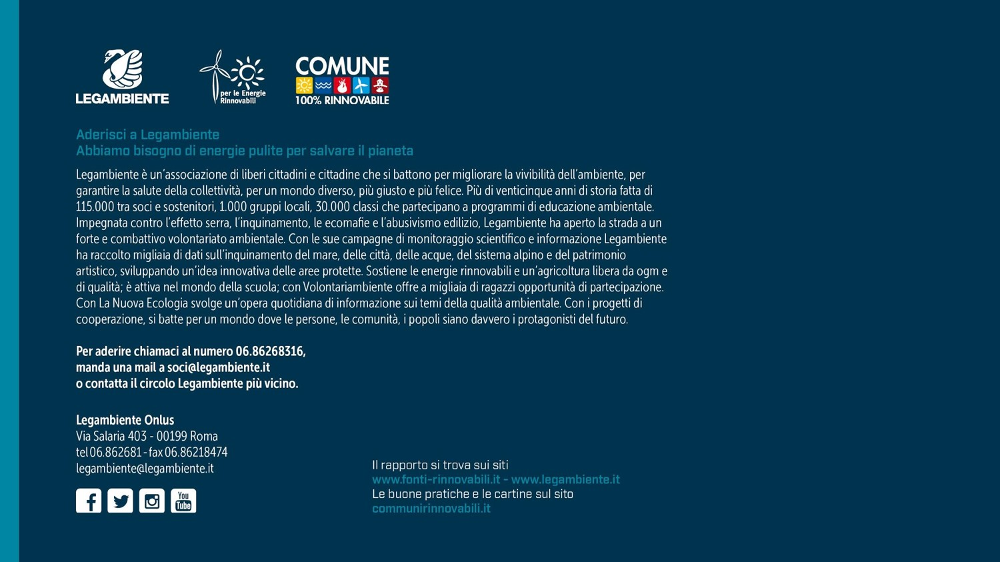 LEGAMBIENTE
per le Energie
Rinnovabili
COMUNE
100% RINNOVABILE
Aderisci a Legambiente
Abbiamo bisogno di energie pulite per salvare il pianeta
Legambiente è un’associazione di liberi cittadini e cittadine che si battono per migliorare la vivibilità dell’ambiente, per
garantire la salute della collettività, per un mondo diverso, più giusto e più felice. Più di venticinque anni di storia fatta di
115.000 tra soci e sostenitori, 1.000 gruppi locali, 30.000 classi che partecipano a programmi di educazione ambientale.
Impegnata contro l’effetto serra, l’inquinamento, le ecomafie e l’abusivismo edilizio, Legambiente ha aperto la strada a un
forte e combattivo volontariato ambientale. Con le sue campagne di monitoraggio scientifico e informazione Legambiente
ha raccolto migliaia di dati sull’inquinamento del mare, delle città, delle acque, del sistema alpino e del patrimonio
artistico, sviluppando un’idea innovativa delle aree protette. Sostiene le energie rinnovabili e un’agricoltura libera da ogm e
di qualità; è attiva nel mondo della scuola; con Volontariambiente offre a migliaia di ragazzi opportunità di partecipazione.
Con La Nuova Ecologia svolge un’opera quotidiana di informazione sui temi della qualità ambientale. Con i progetti di
cooperazione, si batte per un mondo dove le persone, le comunità, i popoli siano davvero i protagonisti del futuro.
Per aderire chiamaci al numero 06.86268316,
manda una mail a soci@legambiente.it
o contatta il circolo Legambiente più vicino.
Legambiente Onlus
Via Salaria 403 - 00199 Roma
tel 06.862681 - fax 06.86218474
legambiente@legambiente.it
You
Tube
Il rapporto si trova sui siti
www.fonti-rinnovabili.it - www.legambiente.it
Le buone pratiche e le cartine sul sito
communirinnovabili.it